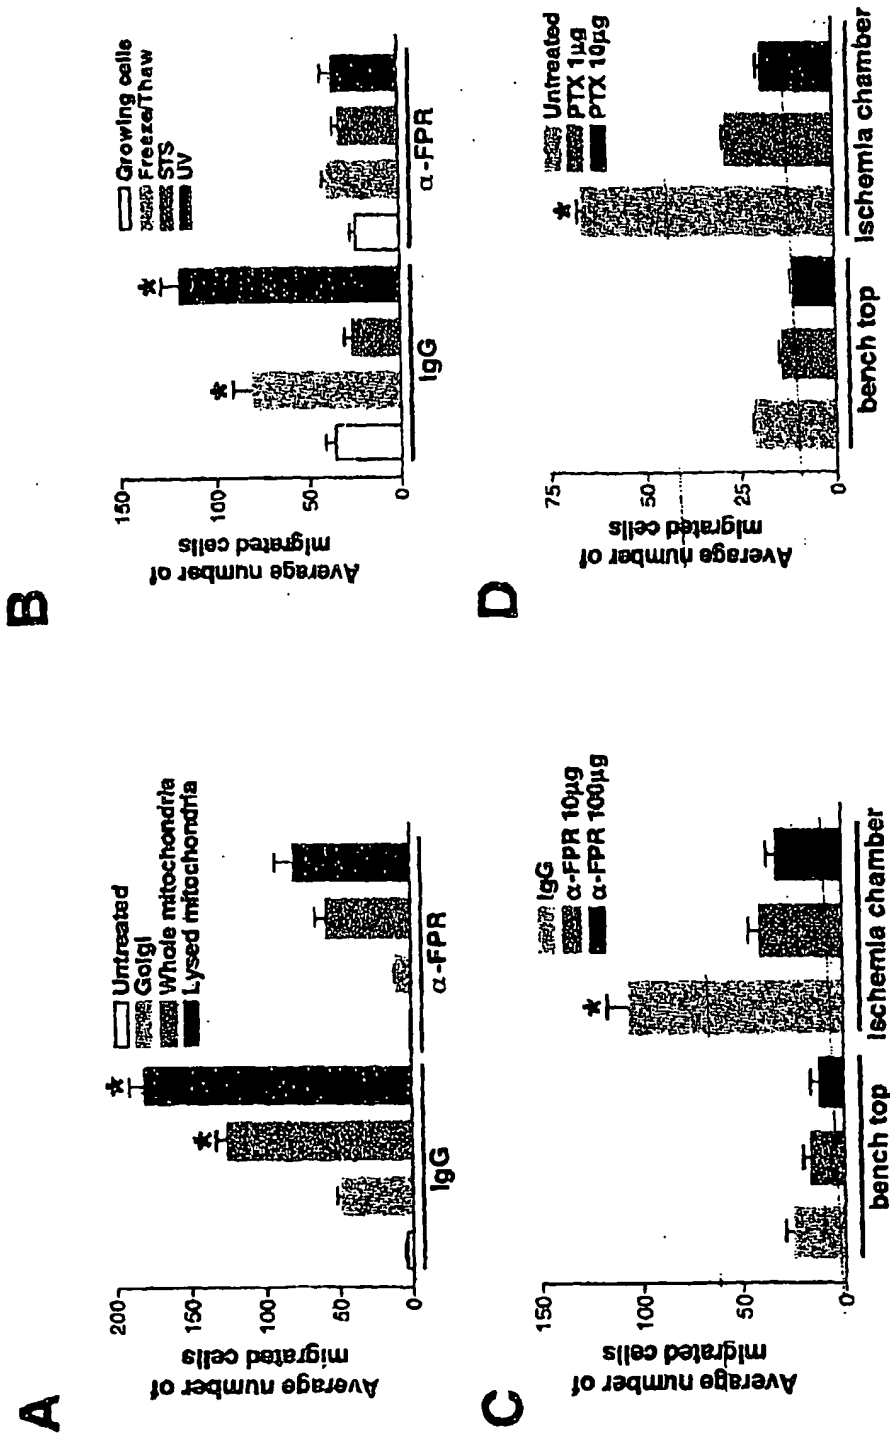 A
Average number of
migrated cells
200
150
100
50
0
Untreated
Golgi
Whole mitochondria
Lysed mitochondria
*
*
IgG
α-FPR
B
Average number of
migrated cells
150
100
50
0
Growing cells
Freeze/Thaw
STS
UV
*
*
IgG
α-FPR
C
Average number of
migrated cells
150
100
50
0
IgG
α-FPR 10µg
α-FPR 100µg
*
bench top
Ischemia chamber
D
Average number of
migrated cells
75
50
25
0
Untreated
PTX 1µg
PTX 10µg
*
bench top
Ischemia chamber